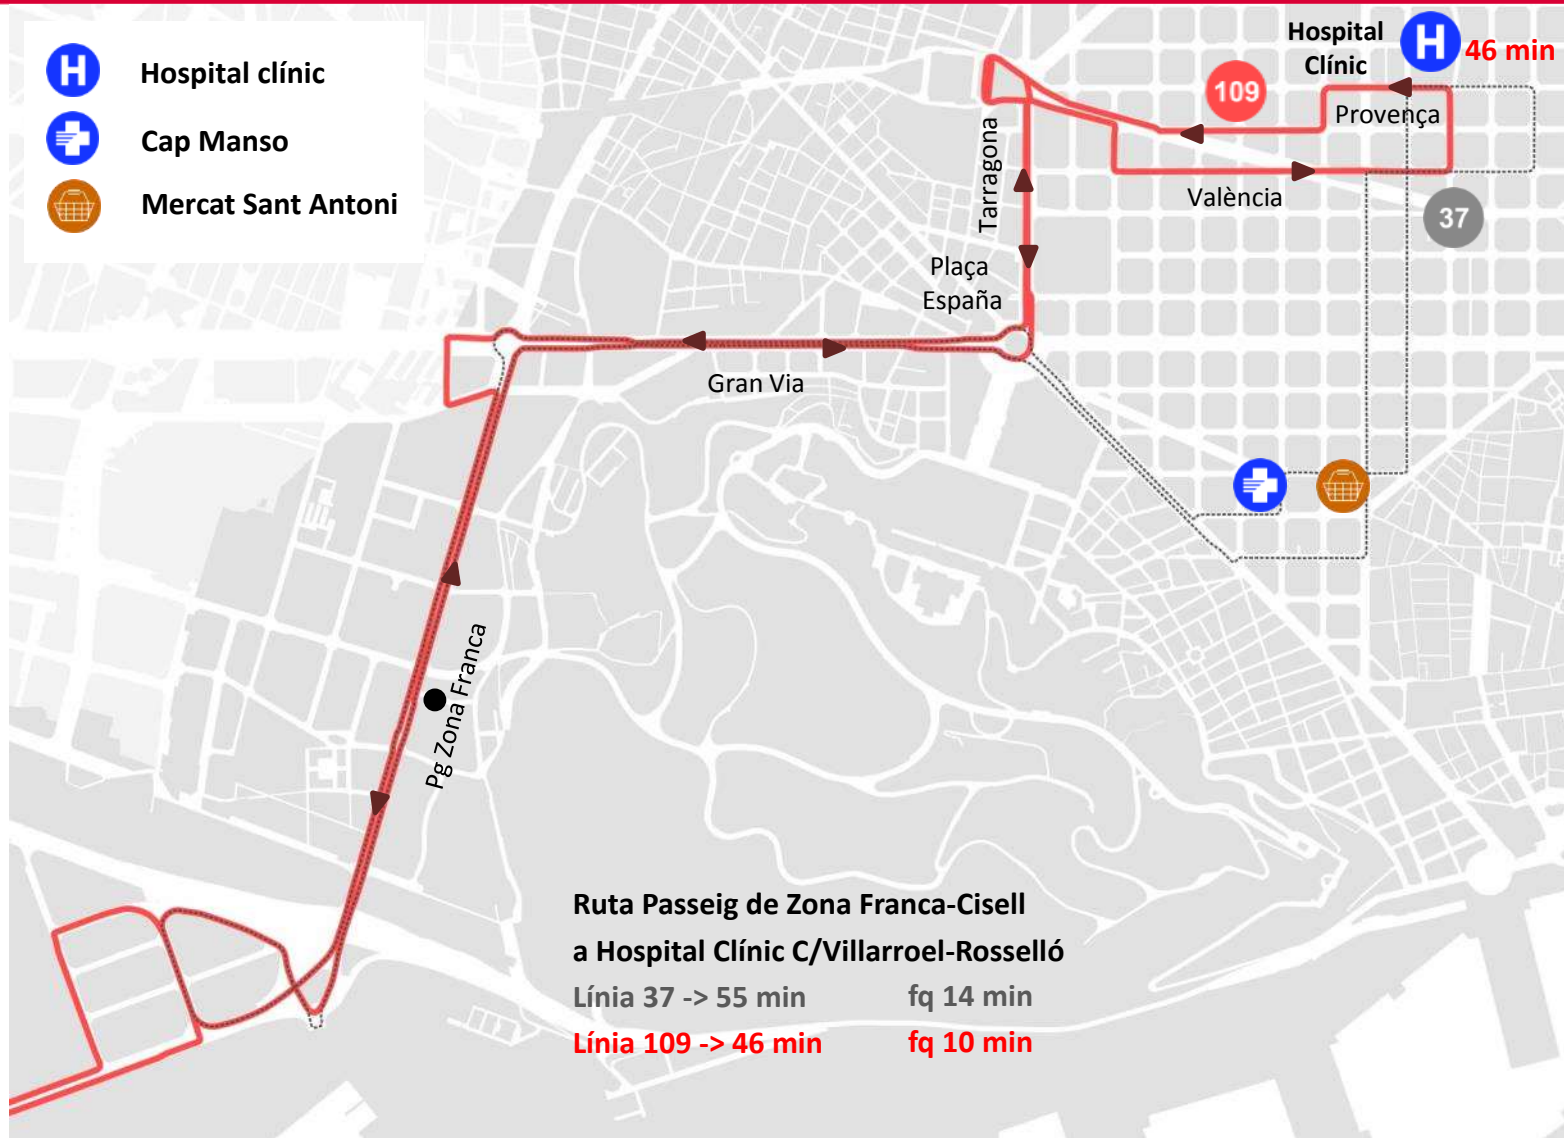 H
Hospital clínic
Cap Manso
Mercat Sant Antoni
Hospital
Clínic
H
46 min
109
Provença
Tarragona
València
37
Plaça
España
Gran Via
Pg Zona Franca
Ruta Passeig de Zona Franca-Cisell
a Hospital Clínic C/Villarroel-Rosselló
Línia 37 -> 55 min fq 14 min
Línia 109 -> 46 min fq 10 min